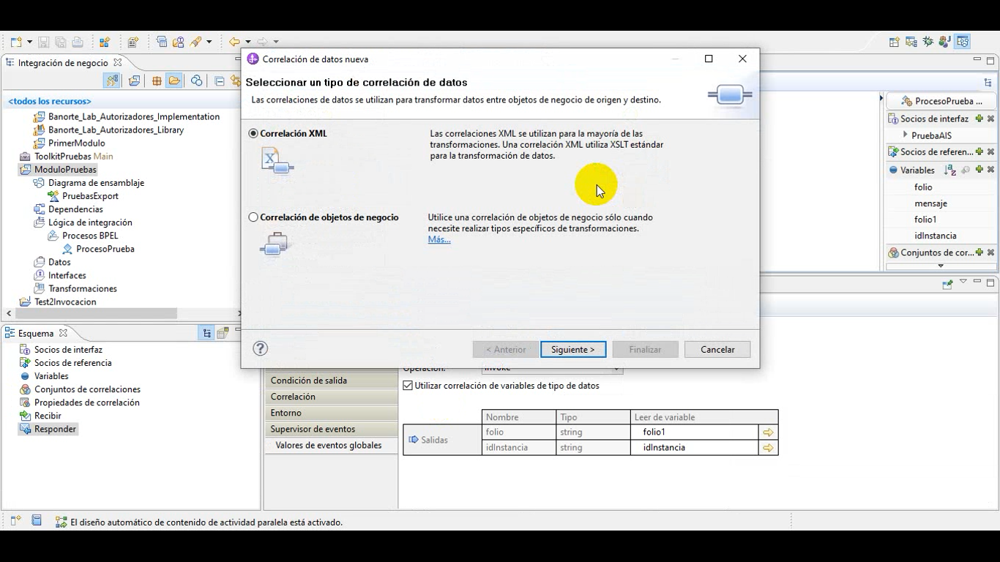 Integración de negocio
<todos los recursos>
Banorte_Lab_Autorizadores_Implementation
Banorte_Lab_Autorizadores_Library
PrimerModulo
ToolkitPruebas Main
ModuloPruebas
Diagrama de ensamblaje
PruebasExport
Dependencias
Lógica de integración
Procesos BPEL
ProcesoPrueba
Datos
Interfaces
Transformaciones
Test2Invocacion
Esquema
Socios de interfaz
Socios de referencia
Variables
Conjuntos de correlaciones
Propiedades de correlación
Recibir
Responder
Correlación de datos nueva
Seleccionar un tipo de correlación de datos
Las correlaciones de datos se utilizan para transformar datos entre objetos de negocio de origen y destino.
Correlación XML
Las correlaciones XML se utilizan para la mayoría de las
transformaciones. Una correlación XML utiliza XSLT estándar
para la transformación de datos.
Correlación de objetos de negocio
Utilice una correlación de objetos de negocio sólo cuando
necesite realizar tipos específicos de transformaciones.
Más...
< Anterior
Siguiente >
Finalizar
Cancelar
ProcesoPrueba ...
Socios de interfaz
PruebaAIS
Socios de referen...
Variables
folio
mensaje
folio1
idInstancia
Conjuntos de cor...
Condición de salida
Correlación
Entorno
Supervisor de eventos
Valores de eventos globales
Utilizar correlación de variables de tipo de datos
Nombre Tipo Leer de variable
Salidas
folio string folio1
idInstancia string idInstancia
El diseño automático de contenido de actividad paralela está activado.